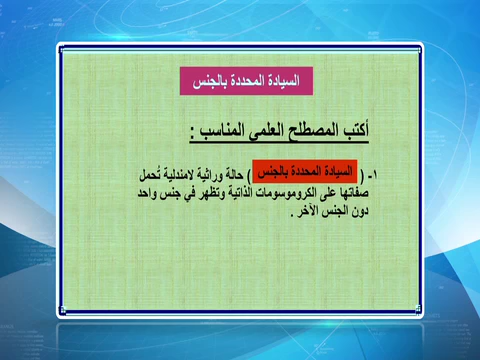 السيادة المحددة بالجنس
أكتب المصطلح العلمي المناسب :
١- ( السيادة المحددة بالجنس ) حالة وراثية لامندلية تُحمل
صفاتها على الكروموسومات الذاتية وتظهر في جنس واحد
دون الجنس الآخر .